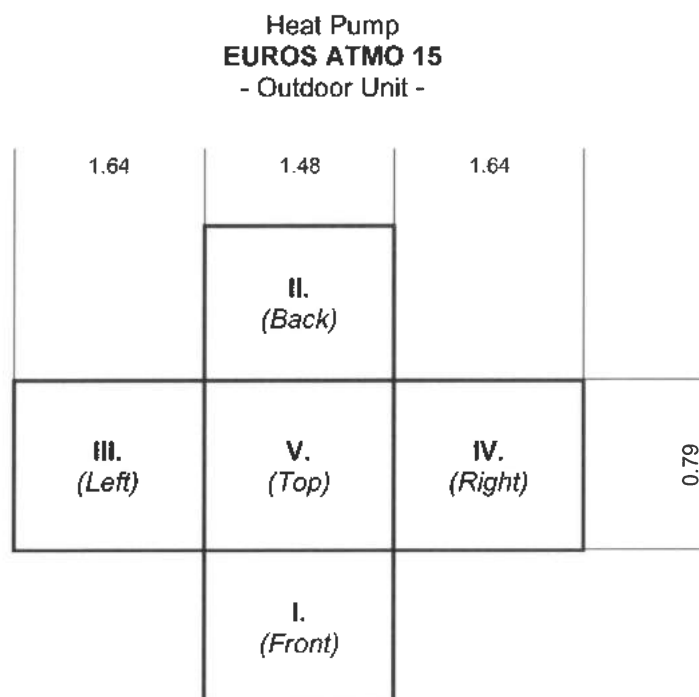 Heat Pump
EUROS ATMO 15
- Outdoor Unit -
1.64 1.48 1.64
II.
(Back)
III. V. IV.
(Left) (Top) (Right)
0.79
I.
(Front)